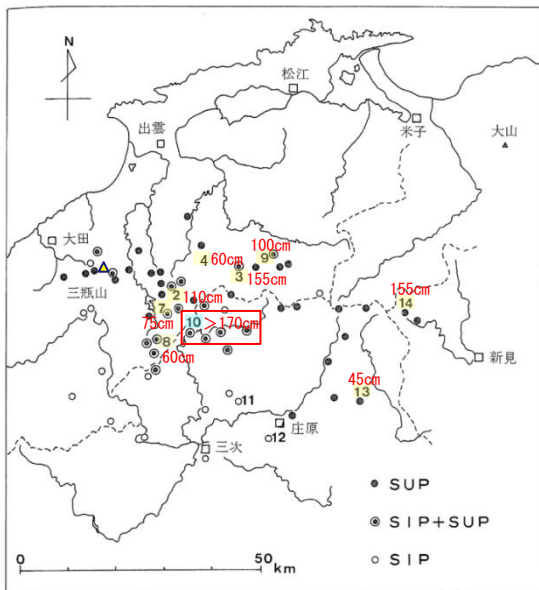 N
松江
出雲
米子
大山
大田
三瓶山
4
60cm
100cm
9
3
155cm
2
110cm
7
75cm
10
>170cm
8
60cm
155cm
14
新見
45cm
13
11
12
庄原
三次
SUP
SIP+SUP
SIP
0
50
km